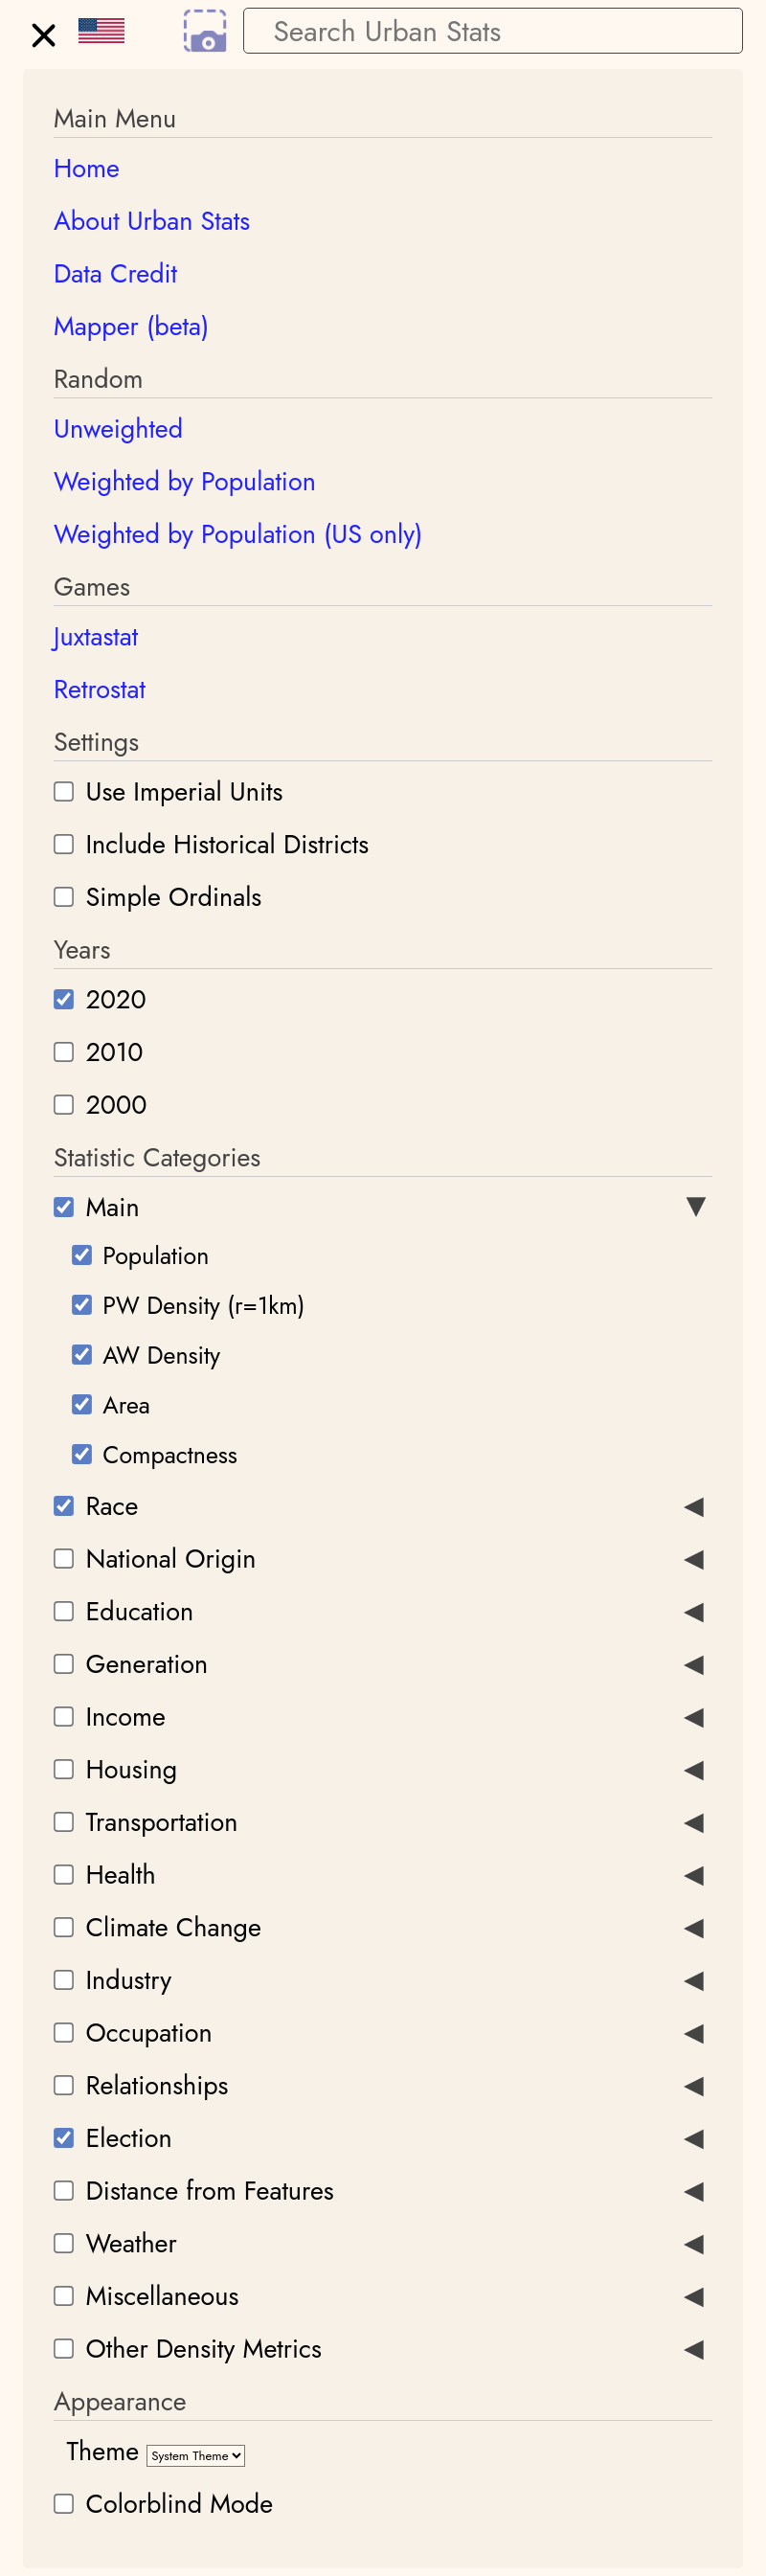 Search Urban Stats
Main Menu
Home
About Urban Stats
Data Credit
Mapper (beta)
Random
Unweighted
Weighted by Population
Weighted by Population (US only)
Games
Juxtastat
Retrostat
Settings
Use Imperial Units
Include Historical Districts
Simple Ordinals
Years
2020
2010
2000
Statistic Categories
Main
Population
PW Density (r=1km)
AW Density
Area
Compactness
Race
National Origin
Education
Generation
Income
Housing
Transportation
Health
Climate Change
Industry
Occupation
Relationships
Election
Distance from Features
Weather
Miscellaneous
Other Density Metrics
Appearance
Theme System Theme
Colorblind Mode